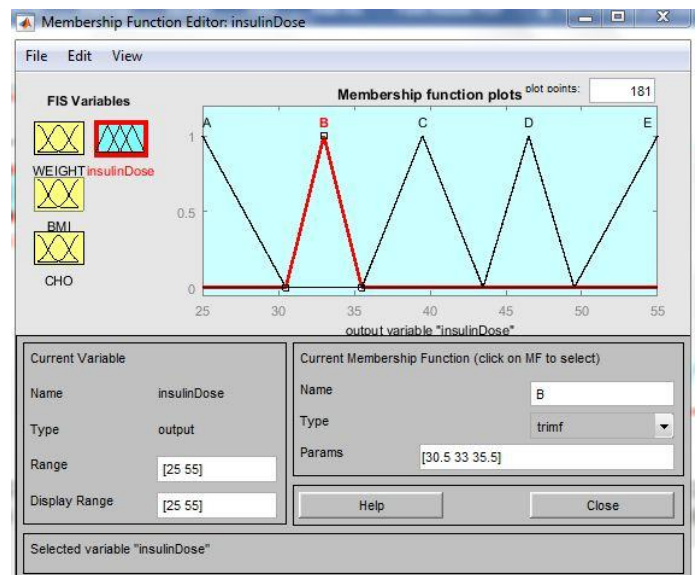 Membership Function Editor: insulinDose
File Edit View
FIS Variables
WEIGHT insulinDose
BMI
CHO
Membership function plots plot points: 181
A B C D E
1
0.5
0
25 30 35 40 45 50 55
output variable "insulinDose"
Current Variable
Name insulinDose
Type output
Range [25 55]
Display Range [25 55]
Current Membership Function (click on MF to select)
Name B
Type trimf
Params [30.5 33 35.5]
Help Close
Selected variable "insulinDose"